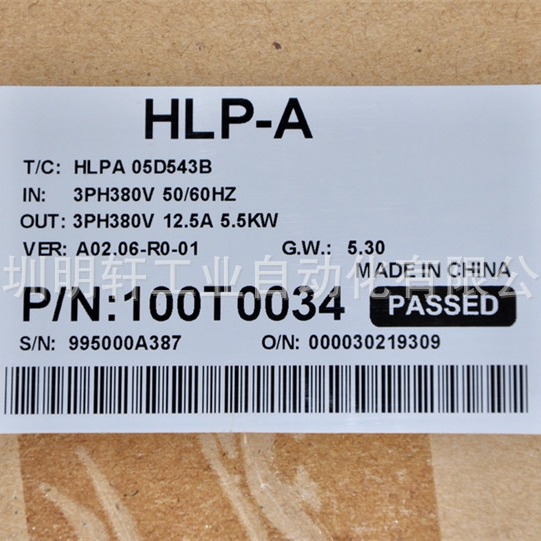 HLP-A
T/C: HLPA 05D543B
IN: 3PH380V 50/60HZ
OUT: 3PH380V 12.5A 5.5KW
VER: A02.06-R0-01 G.W.: 5.30
MADE IN CHINA
圳明轩工业自动化有限公
P/N:100T0034 PASSED
S/N: 995000A387 O/N: 000030219309